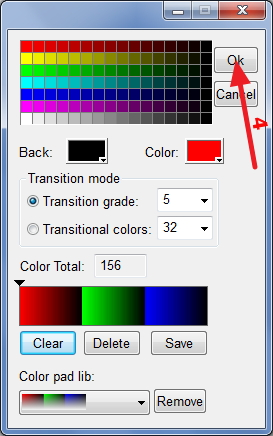 Ok
Cancel
4
Back: Color:
Transition mode
Transition grade: 5
Transitional colors: 32
Color Total: 156
Clear Delete Save
Color pad lib:
Remove